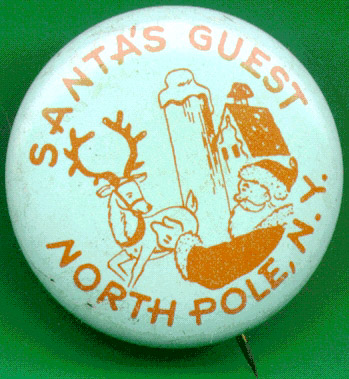 SANTA'S GUEST
NORTH POLE, N.Y.